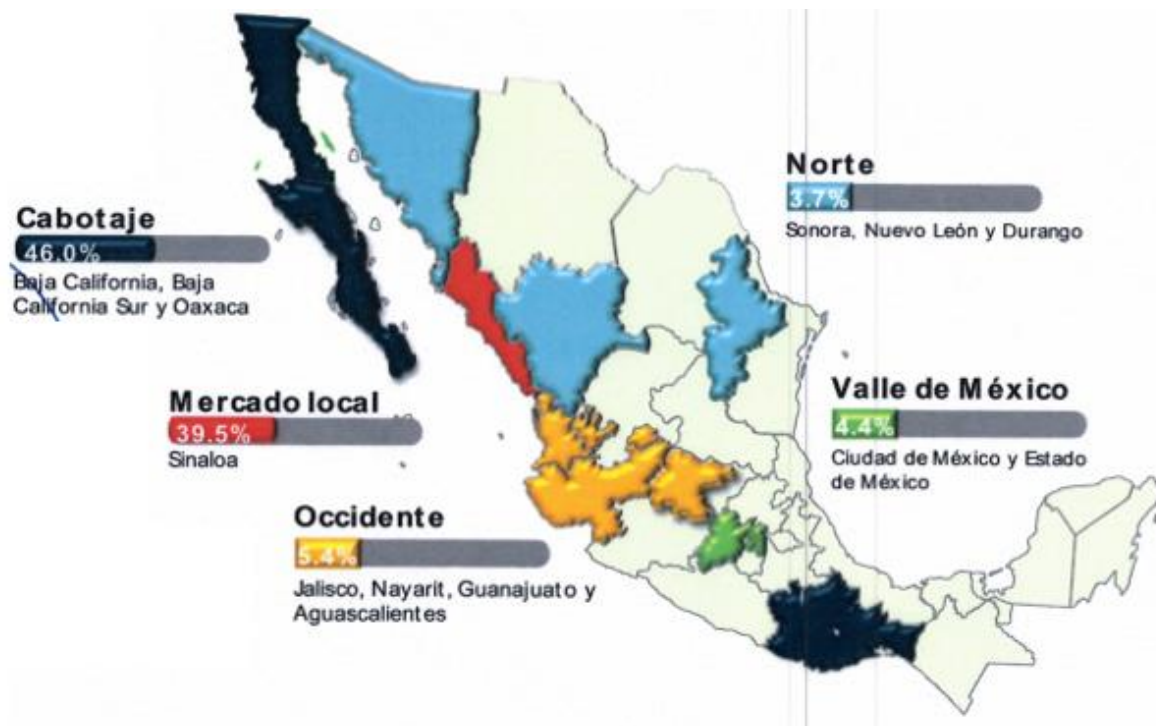 Norte
3.7%
Sonora, Nuevo León y Durango
Cabotaje
46.0%
Baja California, Baja
California Sur y Oaxaca
Mercado local
39.5%
Sinaloa
Valle de México
4.4%
Ciudad de México y Estado
de México
Occidente
5.4%
Jalisco, Nayarit, Guanajuato y
Aguascalientes